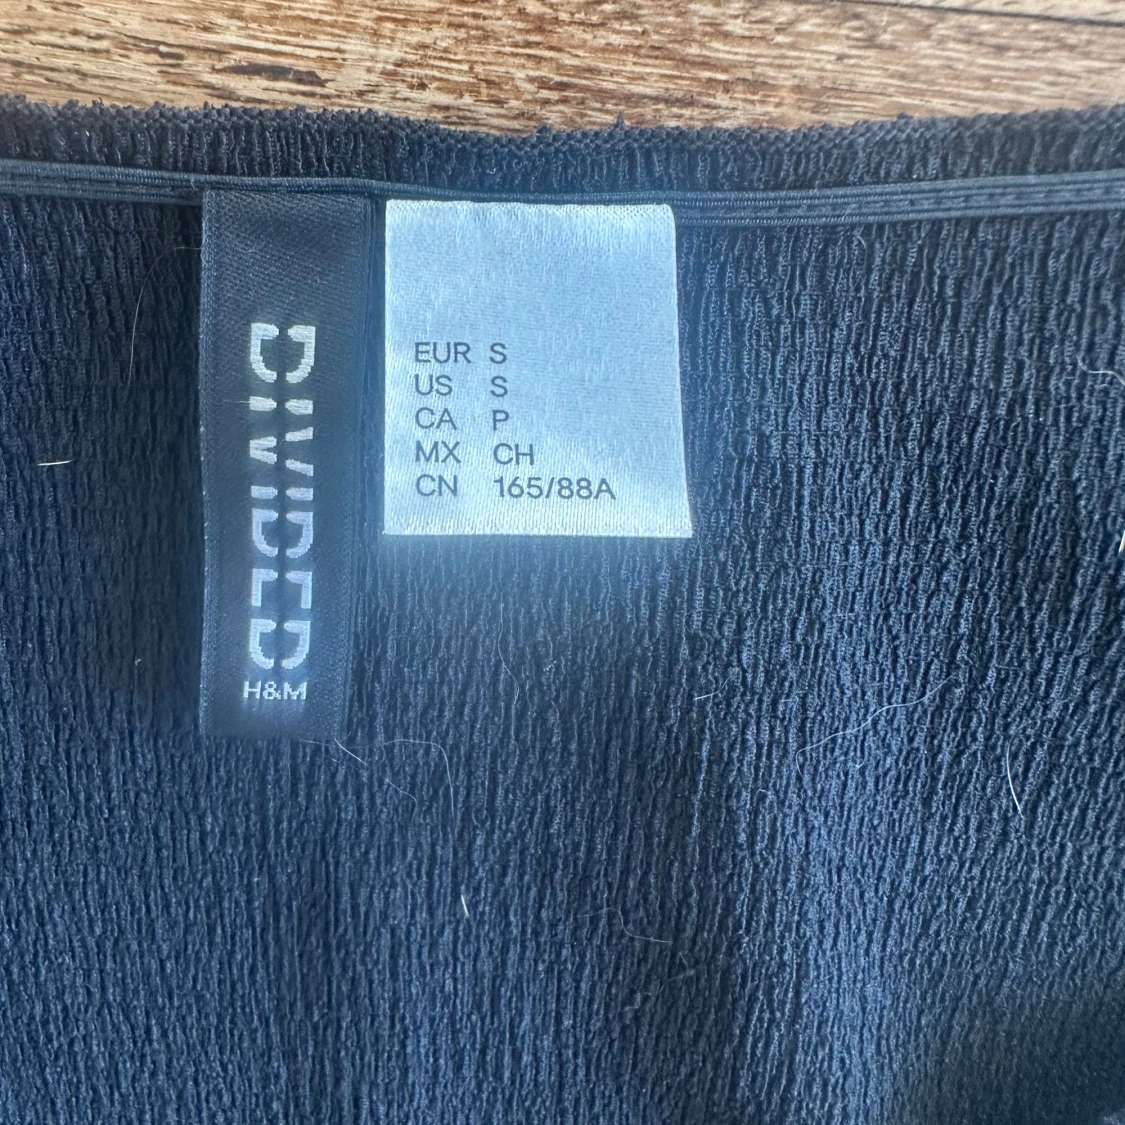 DIVIDED
H&M
EUR S
US S
CA P
MX CH
CN 165/88A